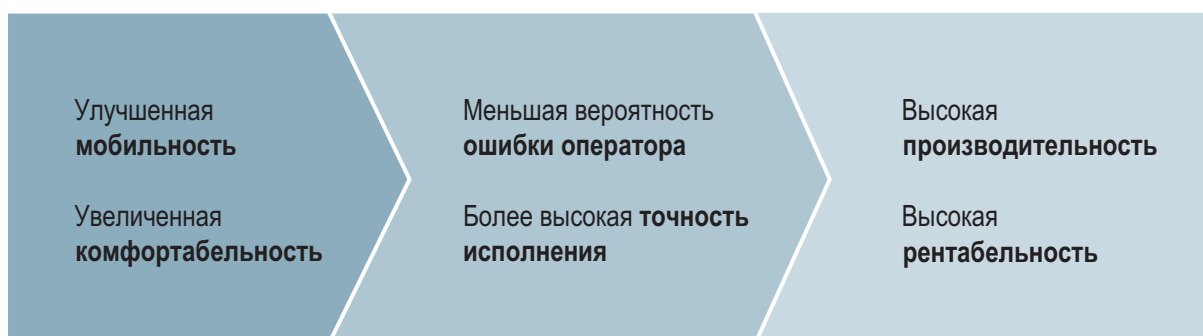 Улучшенная
мобильность
Увеличенная
комфортабельность
Меньшая вероятность
ошибки оператора
Более высокая точность
исполнения
Высокая
производительность
Высокая
рентабельность